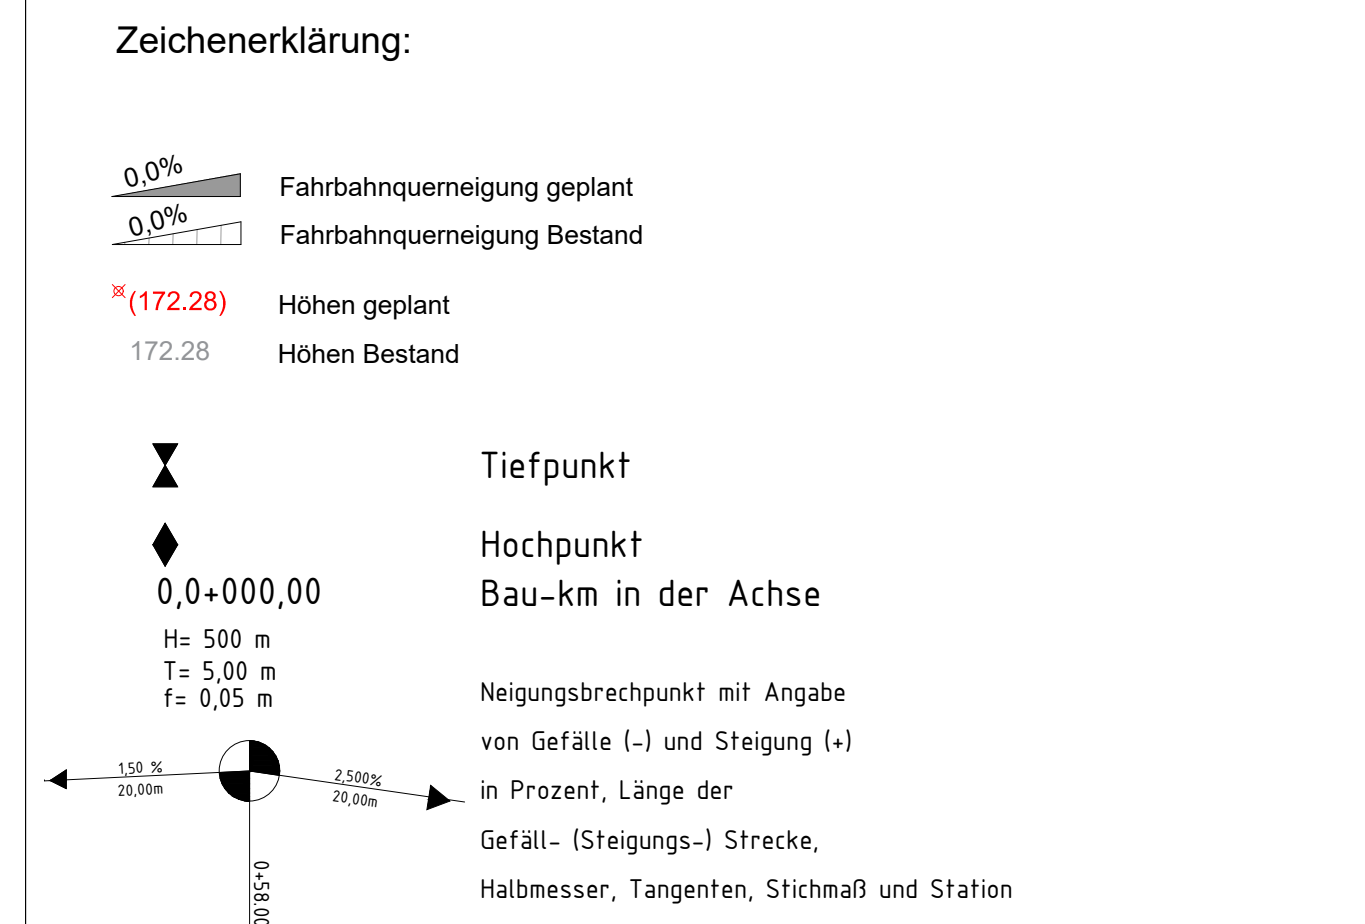 Zeichenerklärung:
0,0%
Fahrbahnquerneigung geplant
0,0%
Fahrbahnquerneigung Bestand
(172.28)
Höhen geplant
172.28
Höhen Bestand
Tiefpunkt
Hochpunkt
0,0+000,00
Bau-km in der Achse
H= 500 m
T= 5,00 m
f= 0,05 m
Neigungsbrechpunkt mit Angabe
von Gefälle (-) und Steigung (+)
in Prozent, Länge der
Gefäll- (Steigungs-) Strecke,
Halbmesser, Tangenten, Stichmaß und Station
1,50 %
20,00m
2,500%
20,00m
0+58.00